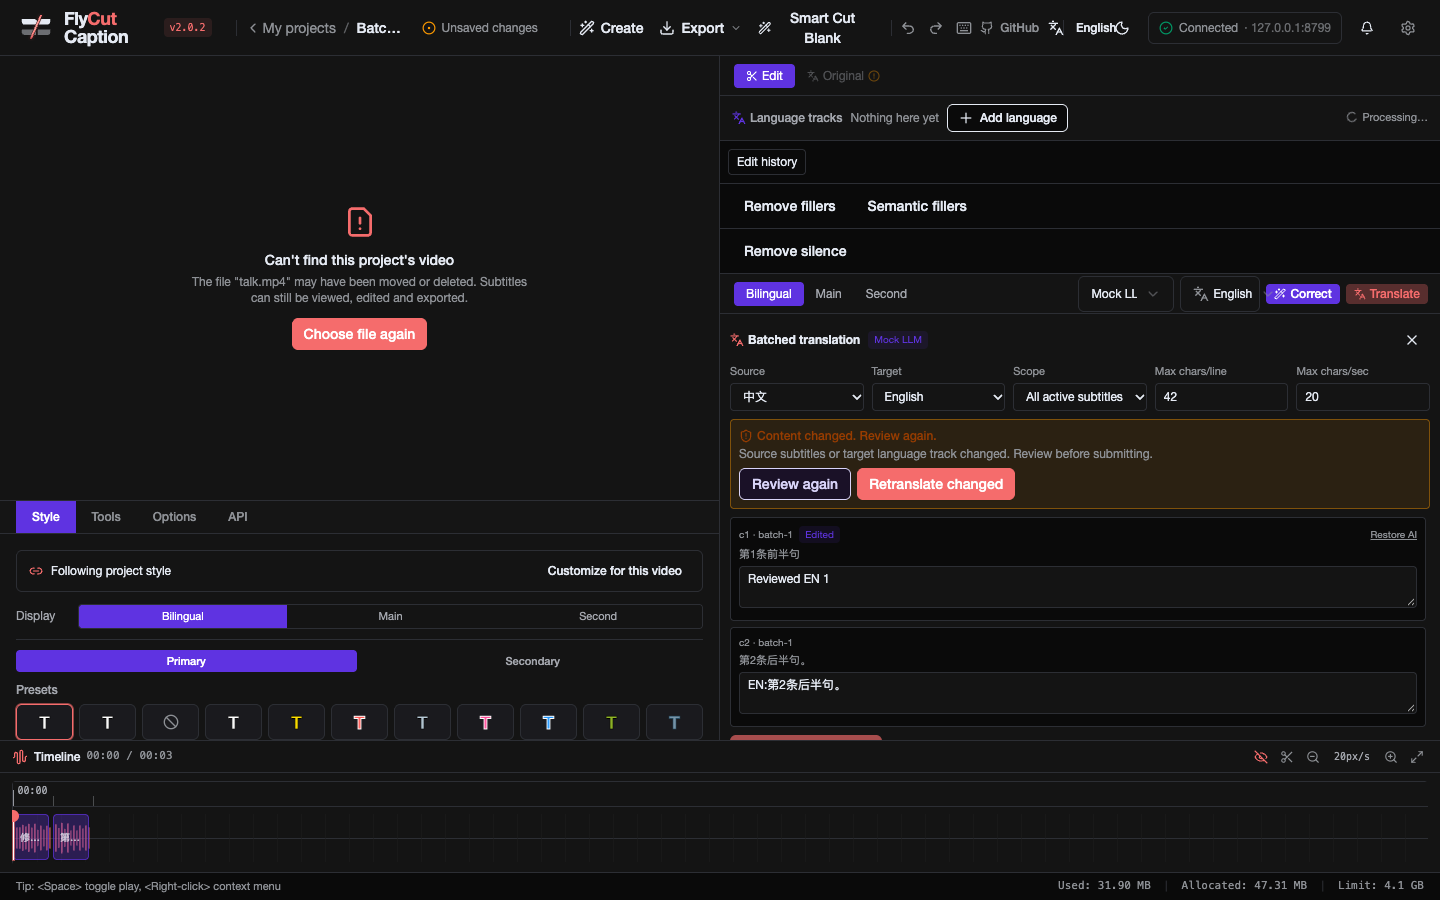 FlyCut
Caption
v2.0.2
My projects / Batc...
Unsaved changes
Create
Export
Smart Cut
Blank
GitHub
English
Connected · 127.0.0.1:8799
Can't find this project's video
The file "talk.mp4" may have been moved or deleted. Subtitles
can still be viewed, edited and exported.
Choose file again
Edit
Original
Language tracks Nothing here yet
Add language
Processing...
Edit history
Remove fillers
Semantic fillers
Remove silence
Bilingual
Main
Second
Mock LL
English
Correct
Translate
Batched translation
Mock LLM
Source
Target
Scope
Max chars/line
Max chars/sec
中文
English
All active subtitles
42
20
Content changed. Review again.
Source subtitles or target language track changed. Review before submitting.
Review again
Retranslate changed
c1 · batch-1 Edited
Restore AI
第1条前半句
Reviewed EN 1
c2 · batch-1
第2条后半句。
EN:第2条后半句。
Style
Tools
Options
API
Following project style
Customize for this video
Display
Bilingual
Main
Second
Primary
Secondary
Presets
T T T T T T T T T T
Timeline 00:00 / 00:03
20px/s
00:00
修...
第...
Tip: <Space> toggle play, <Right-click> context menu
Used: 31.90 MB | Allocated: 47.31 MB | Limit: 4.1 GB